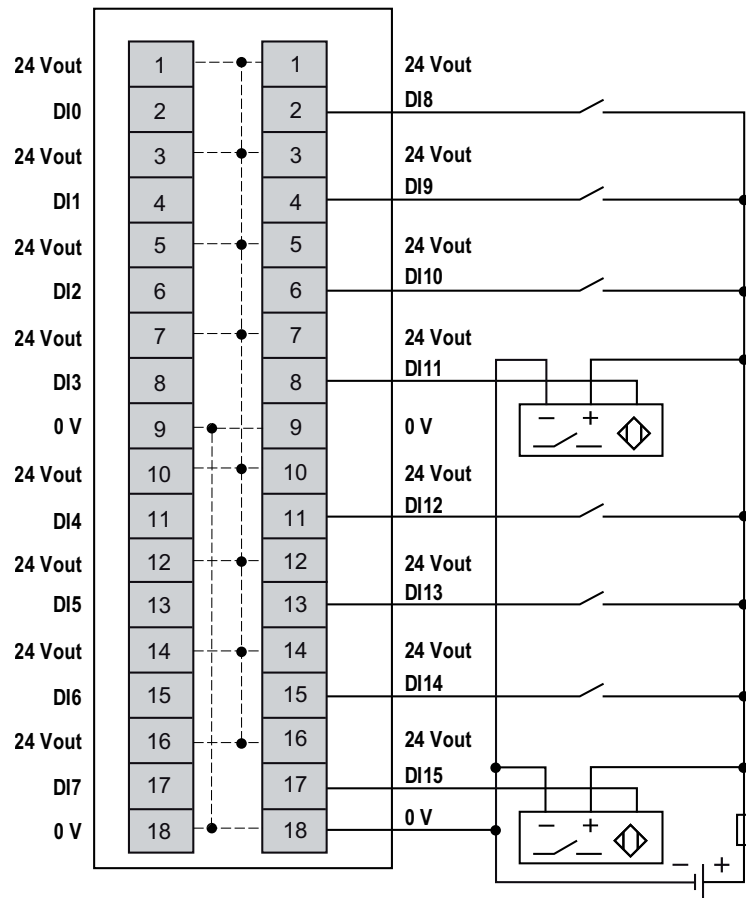 24 Vout 1 1 24 Vout
DI0 2 2 DI8
24 Vout 3 3 24 Vout
DI1 4 4 DI9
24 Vout 5 5 24 Vout
DI2 6 6 DI10
24 Vout 7 7 24 Vout
DI3 8 8 DI11
0 V 9 9 0 V
− +
24 Vout 10 10 24 Vout
DI4 11 11 DI12
24 Vout 12 12 24 Vout
DI5 13 13 DI13
24 Vout 14 14 24 Vout
DI6 15 15 DI14
24 Vout 16 16 24 Vout
DI7 17 17 DI15
0 V 18 18 0 V
− +
− +